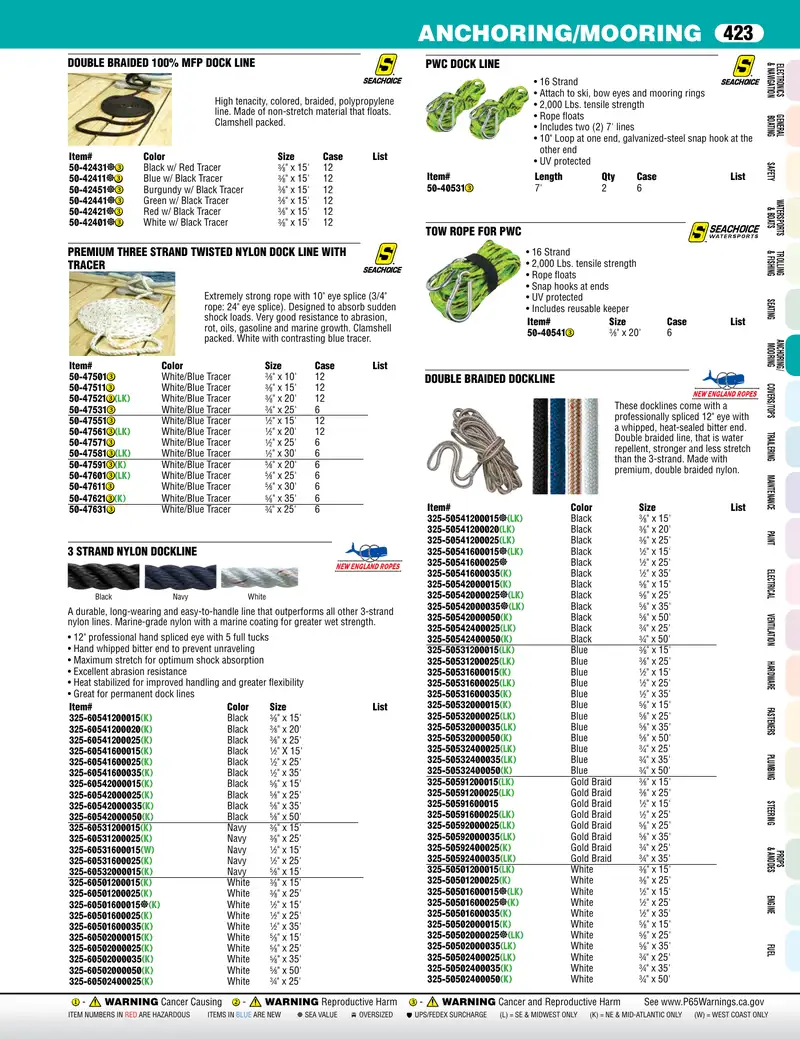 ANCHORING/MOORING 423
DOUBLE BRAIDED 100% MFP DOCK LINE
S
SEACHOICE
High tenacity, colored, braided, polypropylene
line. Made of non-stretch material that floats.
Clamshell packed.
Item# Color Size Case List
50-42431 3 Black w/ Red Tracer 3/8" x 15' 12
50-42411 3 Blue w/ Black Tracer 3/8" x 15' 12
50-42451 3 Burgundy w/ Black Tracer 3/8" x 15' 12
50-42441 3 Green w/ Black Tracer 3/8" x 15' 12
50-42421 3 Red w/ Black Tracer 3/8" x 15' 12
50-42401 3 White w/ Black Tracer 3/8" x 15' 12
PREMIUM THREE STRAND TWISTED NYLON DOCK LINE WITH
TRACER
S
SEACHOICE
Extremely strong rope with 10" eye splice (3/4"
rope: 24" eye splice). Designed to absorb sudden
shock loads. Very good resistance to abrasion,
rot, oils, gasoline and marine growth. Clamshell
packed. White with contrasting blue tracer.
Item# Color Size Case List
50-47501 3 White/Blue Tracer 3/8" x 10' 12
50-47511 3 White/Blue Tracer 3/8" x 15' 12
50-47521 3 (LK) White/Blue Tracer 3/8" x 20' 12
50-47531 3 White/Blue Tracer 3/8" x 25' 6
50-47551 3 White/Blue Tracer 1/2" x 15' 12
50-47561 3 (LK) White/Blue Tracer 1/2" x 20' 12
50-47571 3 White/Blue Tracer 1/2" x 25' 6
50-47581 3 (LK) White/Blue Tracer 1/2" x 30' 6
50-47591 3 (K) White/Blue Tracer 5/8" x 20' 6
50-47601 3 (LK) White/Blue Tracer 5/8" x 25' 6
50-47611 3 White/Blue Tracer 5/8" x 30' 6
50-47621 3 (K) White/Blue Tracer 5/8" x 35' 6
50-47631 3 White/Blue Tracer 3/4" x 25' 6
3 STRAND NYLON DOCKLINE
NEW ENGLAND ROPES
Black Navy White
A durable, long-wearing and easy-to-handle line that outperforms all other 3-strand
nylon lines. Marine-grade nylon with a marine coating for greater wet strength.
• 12" professional hand spliced eye with 5 full tucks
• Hand whipped bitter end to prevent unraveling
• Maximum stretch for optimum shock absorption
• Excellent abrasion resistance
• Heat stabilized for improved handling and greater flexibility
• Great for permanent dock lines
Item# Color Size List
325-60541200015(K) Black 3/8" x 15'
325-60541200020(K) Black 3/8" x 20'
325-60541200025(K) Black 3/8" x 25'
325-60541600015(K) Black 1/2" X 15'
325-60541600025(K) Black 1/2" x 25'
325-60541600035(K) Black 1/2" x 35'
325-60542000015(K) Black 5/8" x 15'
325-60542000025(K) Black 5/8" x 25'
325-60542000035(K) Black 5/8" x 35'
325-60542000050(K) Black 5/8" x 50'
325-60531200015(K) Navy 3/8" x 15'
325-60531200025(K) Navy 3/8" x 25'
325-60531600015(W) Navy 1/2" x 15'
325-60531600025(K) Navy 1/2" x 25'
325-60532000015(K) Navy 5/8" x 15'
325-60501200015(K) White 3/8" x 15'
325-60501200025(K) White 3/8" x 25'
325-60501600015(K) White 1/2" x 15'
325-60501600025(K) White 1/2" x 25'
325-60501600035(K) White 1/2" x 35'
325-60502000015(K) White 5/8" x 15'
325-60502000025(K) White 5/8" x 25'
325-60502000035(K) White 5/8" x 35'
325-60502000050(K) White 5/8" x 50'
325-60502400025(K) White 3/4" x 25'
PWC DOCK LINE
S
SEACHOICE
• 16 Strand
• Attach to ski, bow eyes and mooring rings
• 2,000 Lbs. tensile strength
• Rope floats
• Includes two (2) 7' lines
• 10" Loop at one end, galvanized-steel snap hook at the
other end
• UV protected
Item# Length Qty Case List
50-40531 3 7' 2 6
TOW ROPE FOR PWC
S SEACHOICE
WATERSPORTS
• 16 Strand
• 2,000 Lbs. tensile strength
• Rope floats
• Snap hooks at ends
• UV protected
• Includes reusable keeper
Item# Size Case List
50-40541 3 3/8" x 20' 6
DOUBLE BRAIDED DOCKLINE
NEW ENGLAND ROPES
These docklines come with a
professionally spliced 12" eye with
a whipped, heat-sealed bitter end.
Double braided line, that is water
repellent, stronger and less stretch
than the 3-strand. Made with
premium, double braided nylon.
Item# Color Size List
325-50541200015(LK) Black 3/8" x 15'
325-50541200020(LK) Black 3/8" x 20'
325-50541200025(LK) Black 3/8" x 25'
325-50541600015(LK) Black 1/2" x 15'
325-50541600025 Black 1/2" x 25'
325-50541600035(K) Black 1/2" x 35'
325-50542000015(K) Black 5/8" x 15'
325-50542000025(LK) Black 5/8" x 25'
325-50542000035(LK) Black 5/8" x 35'
325-50542000050(K) Black 5/8" x 50'
325-50542400025(LK) Black 3/4" x 25'
325-50542400050(K) Black 3/4" x 50'
325-50531200015(LK) Blue 3/8" x 15'
325-50531200025(LK) Blue 3/8" x 25'
325-50531600015(K) Blue 1/2" x 15'
325-50531600025(LK) Blue 1/2" x 25'
325-50531600035(K) Blue 1/2" x 35'
325-50532000015(K) Blue 5/8" x 15'
325-50532000025(LK) Blue 5/8" x 25'
325-50532000035(LK) Blue 5/8" x 35'
325-50532000050(K) Blue 5/8" x 50'
325-50532400025(LK) Blue 3/4" x 25'
325-50532400035(LK) Blue 3/4" x 35'
325-50532400050(K) Blue 3/4" x 50'
325-50591200015(LK) Gold Braid 3/8" x 15'
325-50591200025(LK) Gold Braid 3/8" x 25'
325-50591600015 Gold Braid 1/2" x 15'
325-50591600025(LK) Gold Braid 1/2" x 25'
325-50592000025(LK) Gold Braid 5/8" x 25'
325-50592000035(LK) Gold Braid 5/8" x 35'
325-50592400025(K) Gold Braid 3/4" x 25'
325-50592400035(LK) Gold Braid 3/4" x 35'
325-50501200015(LK) White 3/8" x 15'
325-50501200025(K) White 3/8" x 25'
325-50501600015(LK) White 1/2" x 15'
325-50501600025(K) White 1/2" x 25'
325-50501600035(K) White 1/2" x 35'
325-50502000015(K) White 5/8" x 15'
325-50502000025(LK) White 5/8" x 25'
325-50502000035(LK) White 5/8" x 35'
325-50502400025(LK) White 3/4" x 25'
325-50502400035(K) White 3/4" x 35'
325-50502400050(K) White 3/4" x 50'
ELECTRONICS
& NAVIGATION
GENERAL
BOATING
SAFETY
WATERSPORTS
& BOATS
TROLLING
& FISHING
SEATING
ANCHORING/
MOORING
COVERS/TOPS
TRAILERING
MAINTENANCE
PAINT
ELECTRICAL
VENTILATION
HARDWARE
FASTENERS
PLUMBING
STEERING
PROPS
& ANODES
ENGINE
FUEL
1 - WARNING Cancer Causing 2 - WARNING Reproductive Harm 3 - WARNING Cancer and Reproductive Harm See www.P65Warnings.ca.gov
ITEM NUMBERS IN RED ARE HAZARDOUS ITEMS IN BLUE ARE NEW SEA VALUE OVERSIZED UPS/FEDEX SURCHARGE (L) = SE & MIDWEST ONLY (K) = NE & MID-ATLANTIC ONLY (W) = WEST COAST ONLY